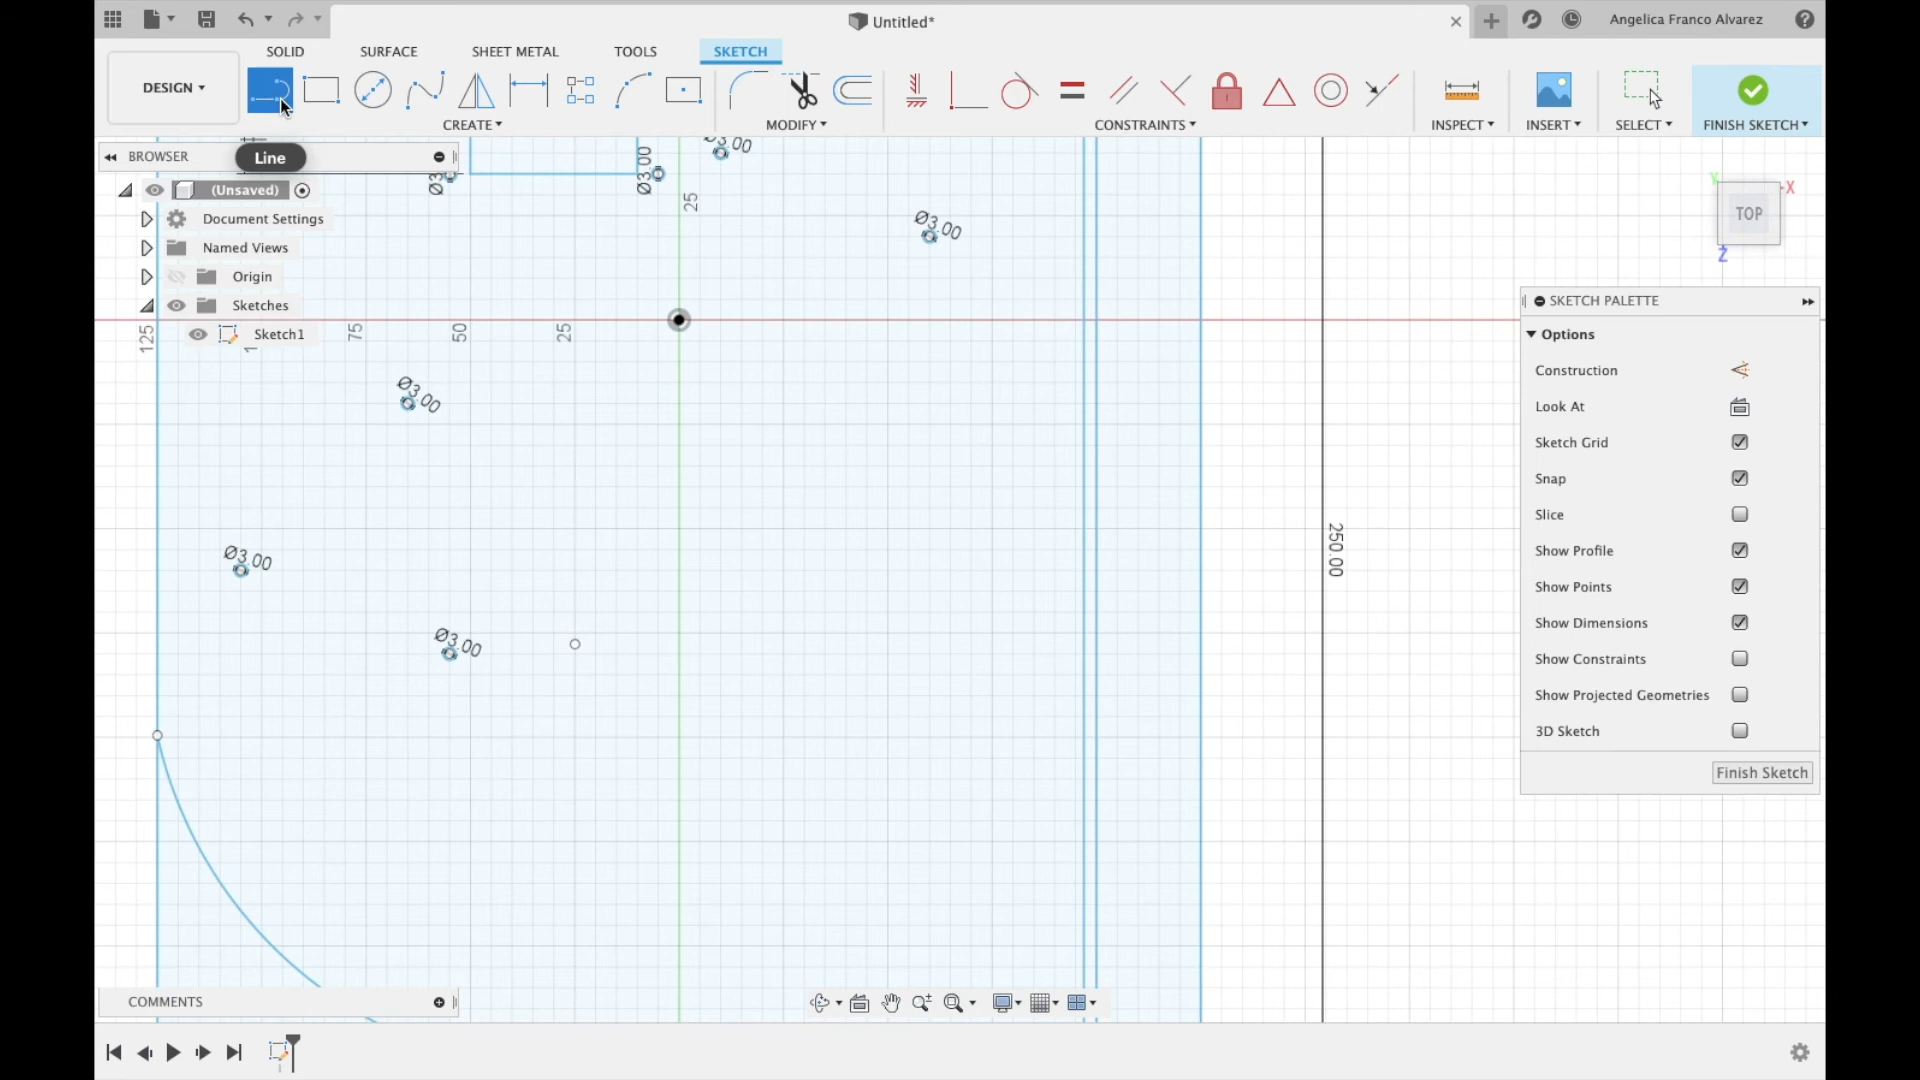 Untitled*
Angelica Franco Alvarez
SOLID
SURFACE
SHEET METAL
TOOLS
SKETCH
DESIGN
CREATE
MODIFY
CONSTRAINTS
INSPECT
INSERT
SELECT
FINISH SKETCH
BROWSER
Line
(Unsaved)
Document Settings
Named Views
Origin
Sketches
Sketch1
Ø3.00
Ø3.00
25
Ø3.00
125
75
50
25
Ø3.00
Ø3.00
Ø3.00
250.00
TOP
X
Y
Z
SKETCH PALETTE
Options
Construction
Look At
Sketch Grid
Snap
Slice
Show Profile
Show Points
Show Dimensions
Show Constraints
Show Projected Geometries
3D Sketch
Finish Sketch
COMMENTS